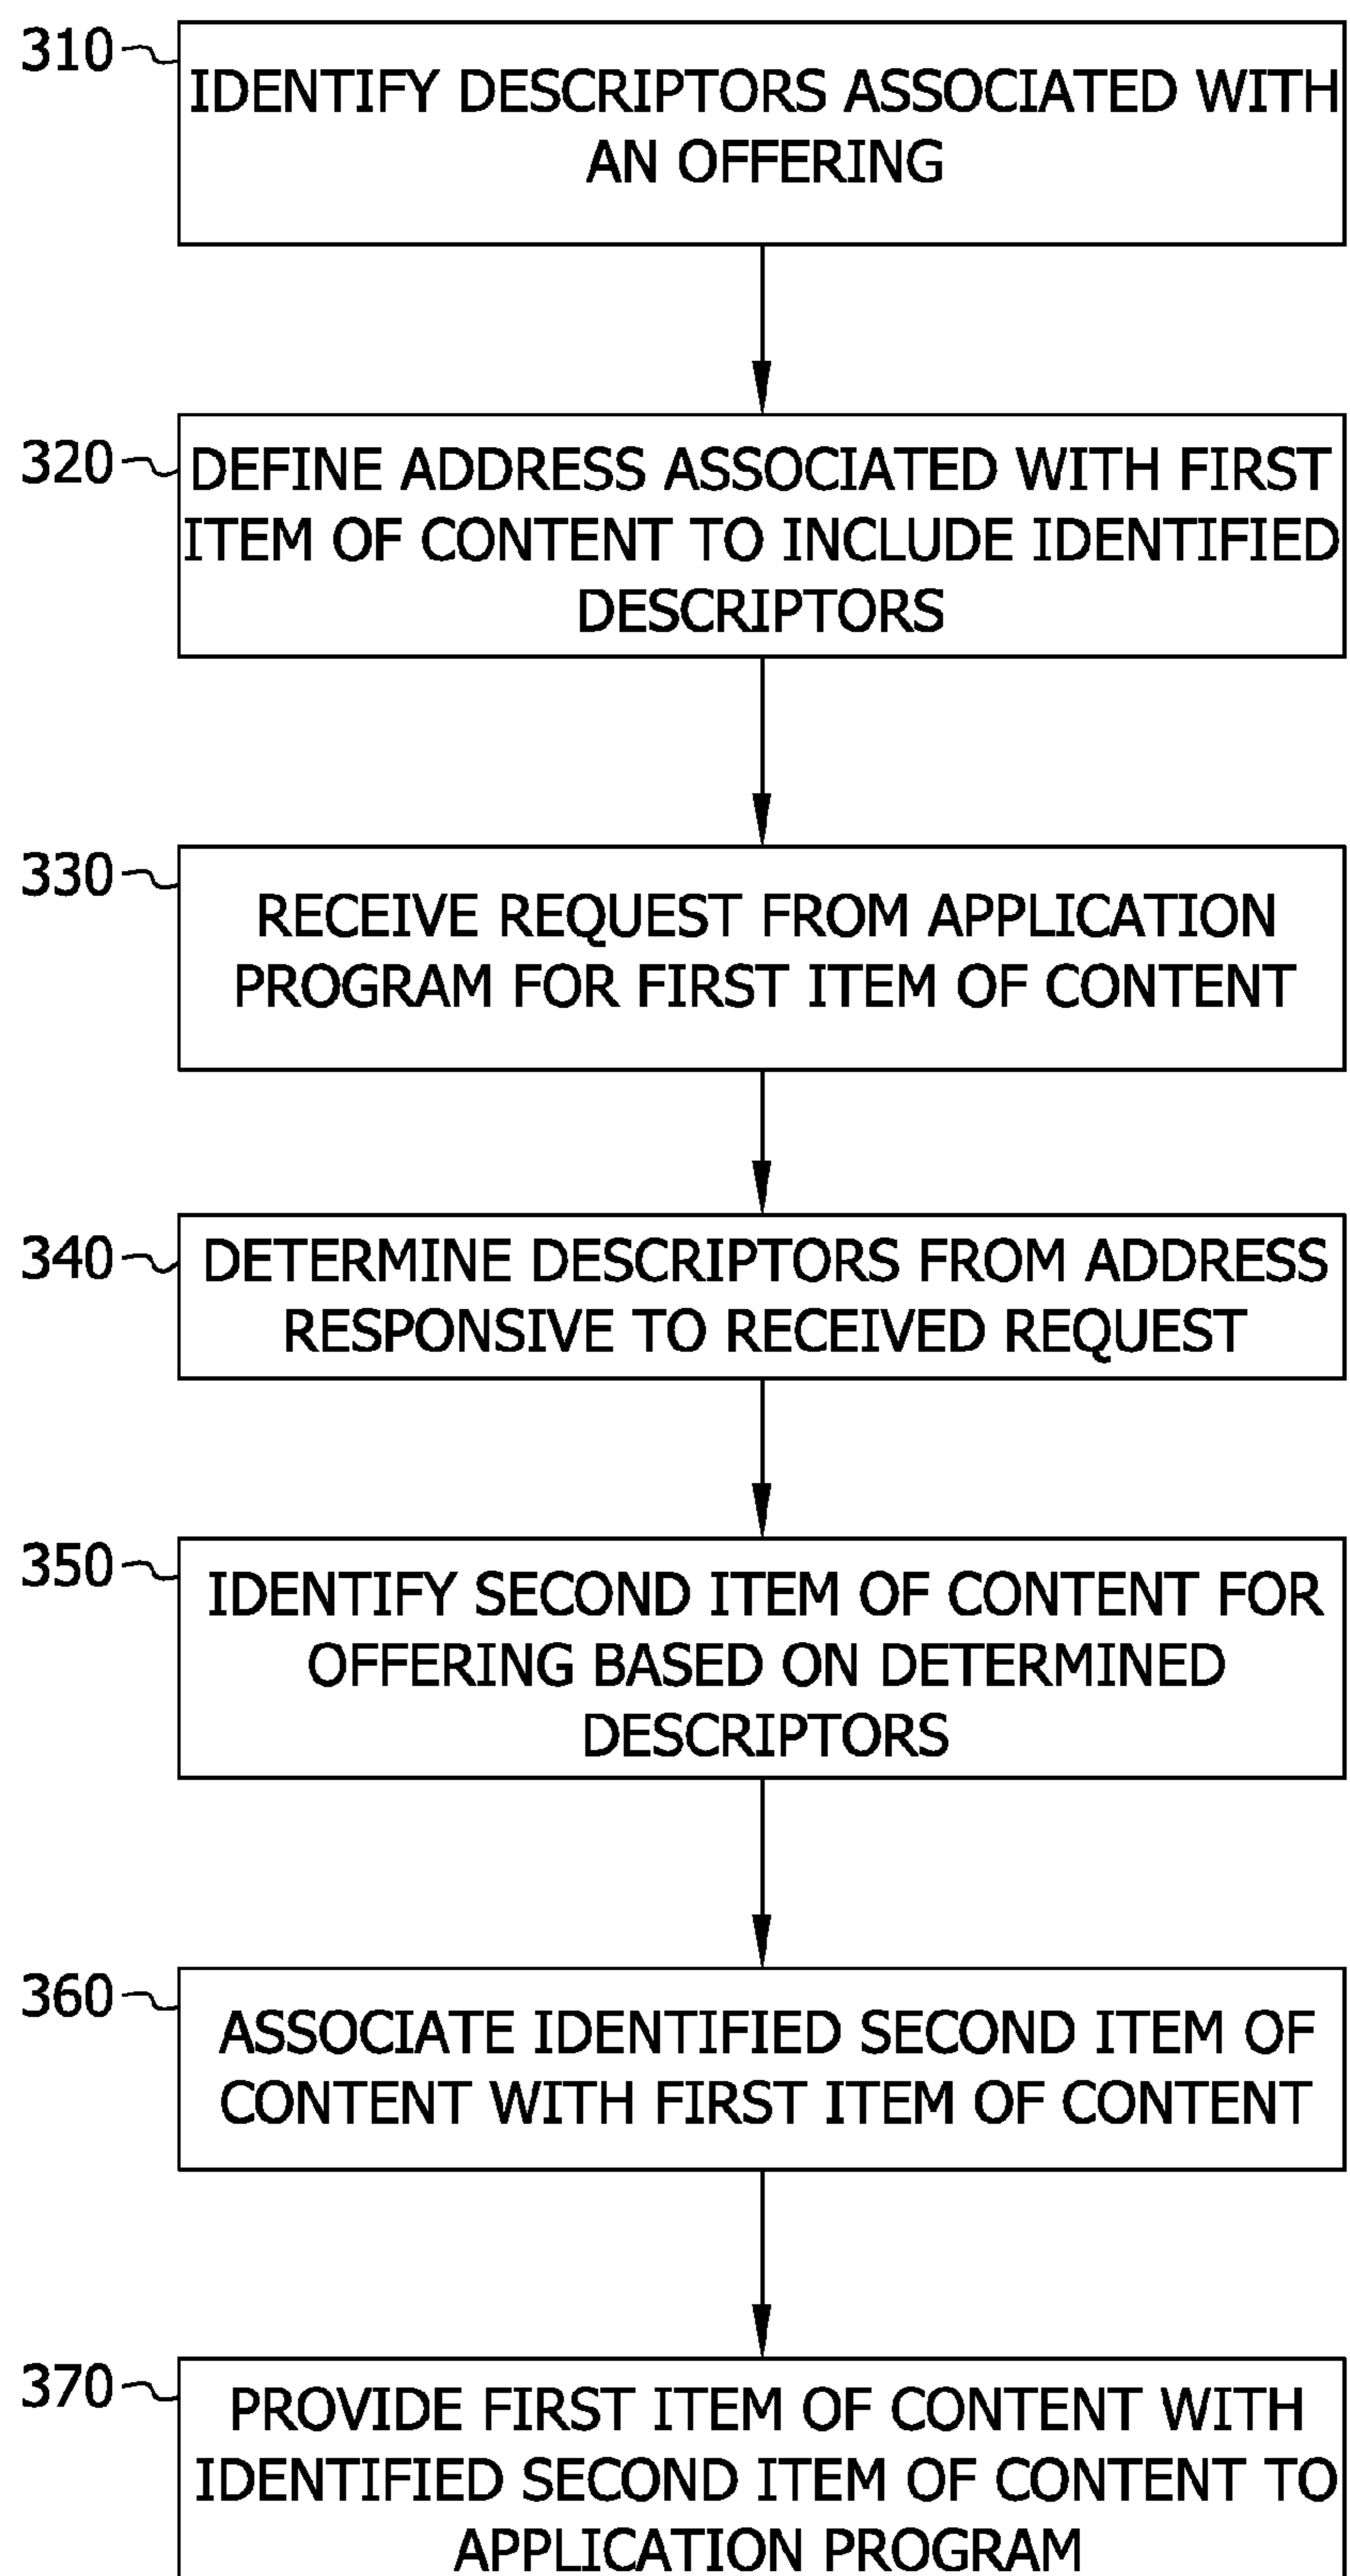 310
IDENTIFY DESCRIPTORS ASSOCIATED WITH
AN OFFERING
320
DEFINE ADDRESS ASSOCIATED WITH FIRST
ITEM OF CONTENT TO INCLUDE IDENTIFIED
DESCRIPTORS
330
RECEIVE REQUEST FROM APPLICATION
PROGRAM FOR FIRST ITEM OF CONTENT
340
DETERMINE DESCRIPTORS FROM ADDRESS
RESPONSIVE TO RECEIVED REQUEST
350
IDENTIFY SECOND ITEM OF CONTENT FOR
OFFERING BASED ON DETERMINED
DESCRIPTORS
360
ASSOCIATE IDENTIFIED SECOND ITEM OF
CONTENT WITH FIRST ITEM OF CONTENT
370
PROVIDE FIRST ITEM OF CONTENT WITH
IDENTIFIED SECOND ITEM OF CONTENT TO
APPLICATION PROGRAM